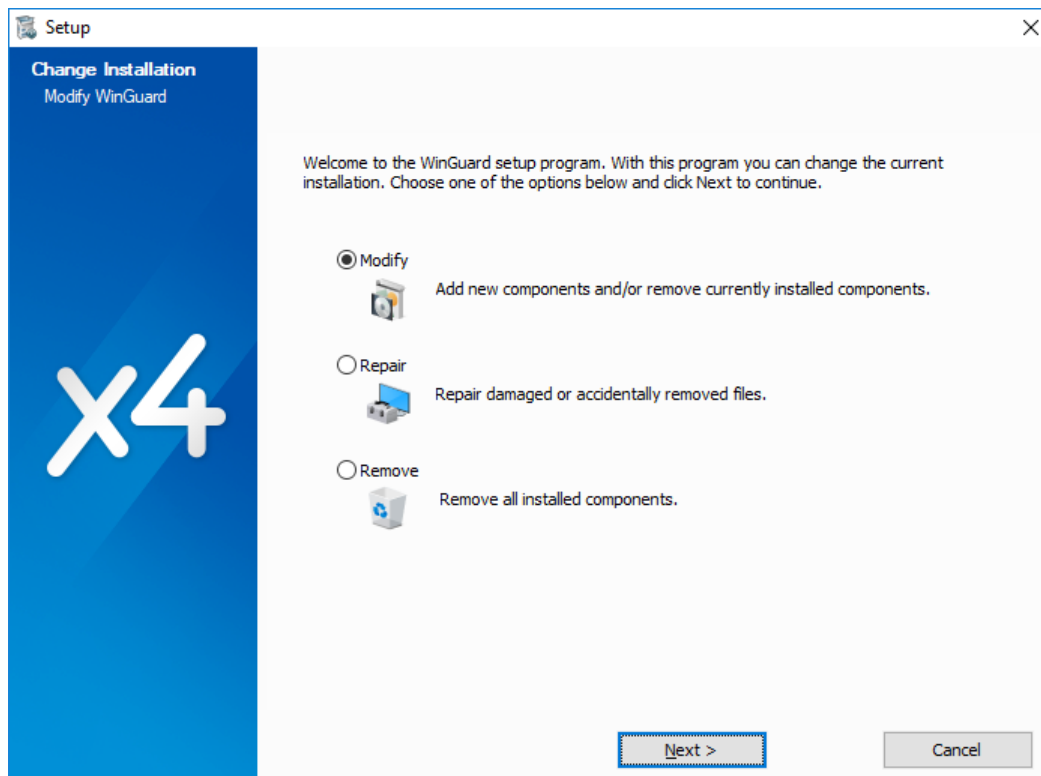 Setup
Change Installation
Modify WinGuard
Welcome to the WinGuard setup program. With this program you can change the current
installation. Choose one of the options below and click Next to continue.
Modify
Add new components and/or remove currently installed components.
Repair
Repair damaged or accidentally removed files.
Remove
Remove all installed components.
x4
Next >
Cancel